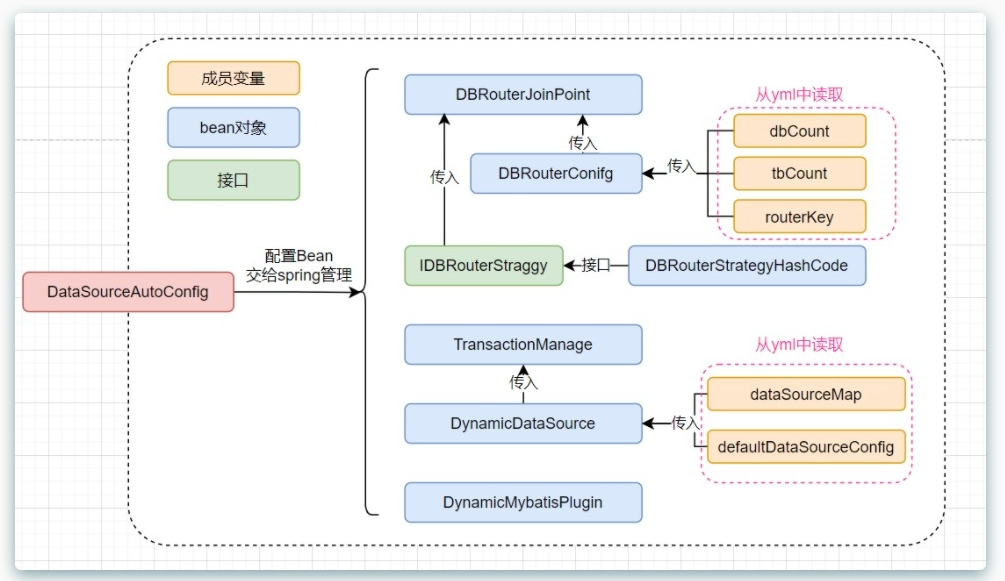 成员变量
bean对象
接口
DataSourceAutoConfig
配置Bean
交给spring管理
DBRouterJoinPoint
传入
传入
DBRouterConifg
传入
从yml中读取
dbCount
tbCount
routerKey
IDBRouterStraggy
接口
DBRouterStrategyHashCode
TransactionManage
传入
DynamicDataSource
传入
从yml中读取
dataSourceMap
defaultDataSourceConfig
DynamicMybatisPlugin